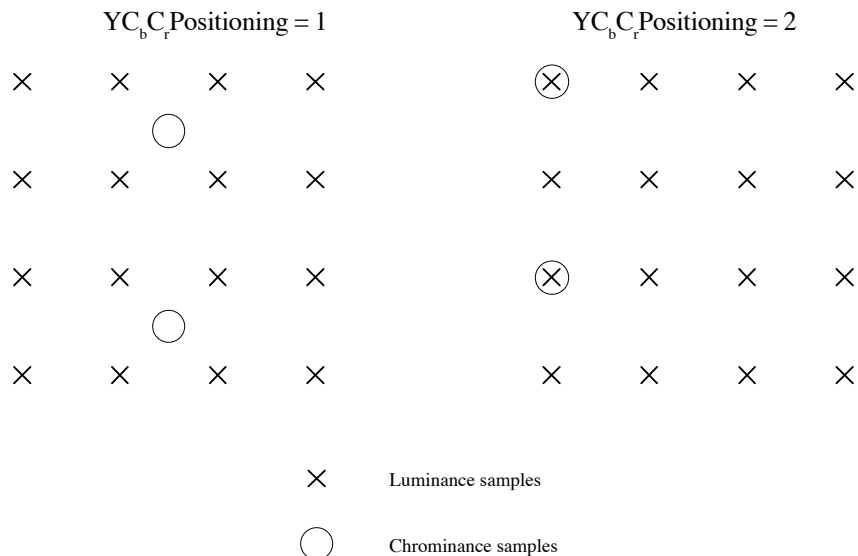 YCbCrPositioning = 1
YCbCrPositioning = 2
Luminance samples
Chrominance samples